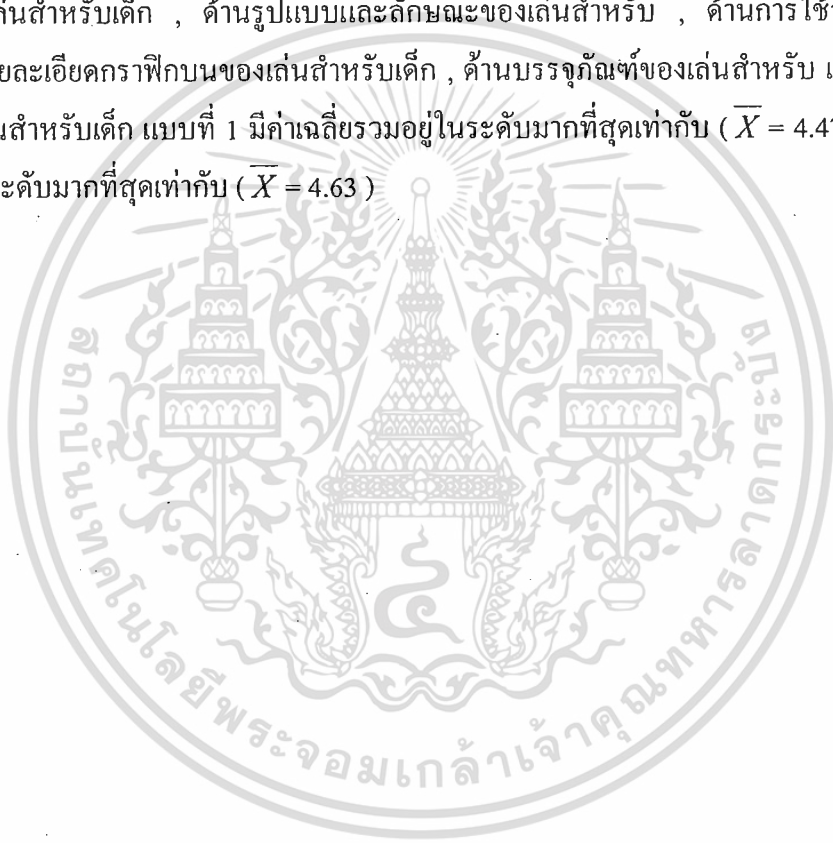 ล่นสำหรับเด็ก , ด้านรูปแบบและลักษณะของเล่นสำหรับ , ด้านการใช้
ยละเอียดกราฟิกบนของเล่นสำหรับเด็ก , ด้านบรรจุภัณฑ์ของเล่นสำหรับ
นสำหรับเด็ก แบบที่ 1 มีค่าเฉลี่ยรวมอยู่ในระดับมากที่สุดเท่ากับ ( X̅ = 4.4
ะดับมากที่สุดเท่ากับ ( X̅ = 4.63 )
สถาบันเทคโนโลยีพระจอมเกล้าเจ้าคุณทหารลาดกระบัง